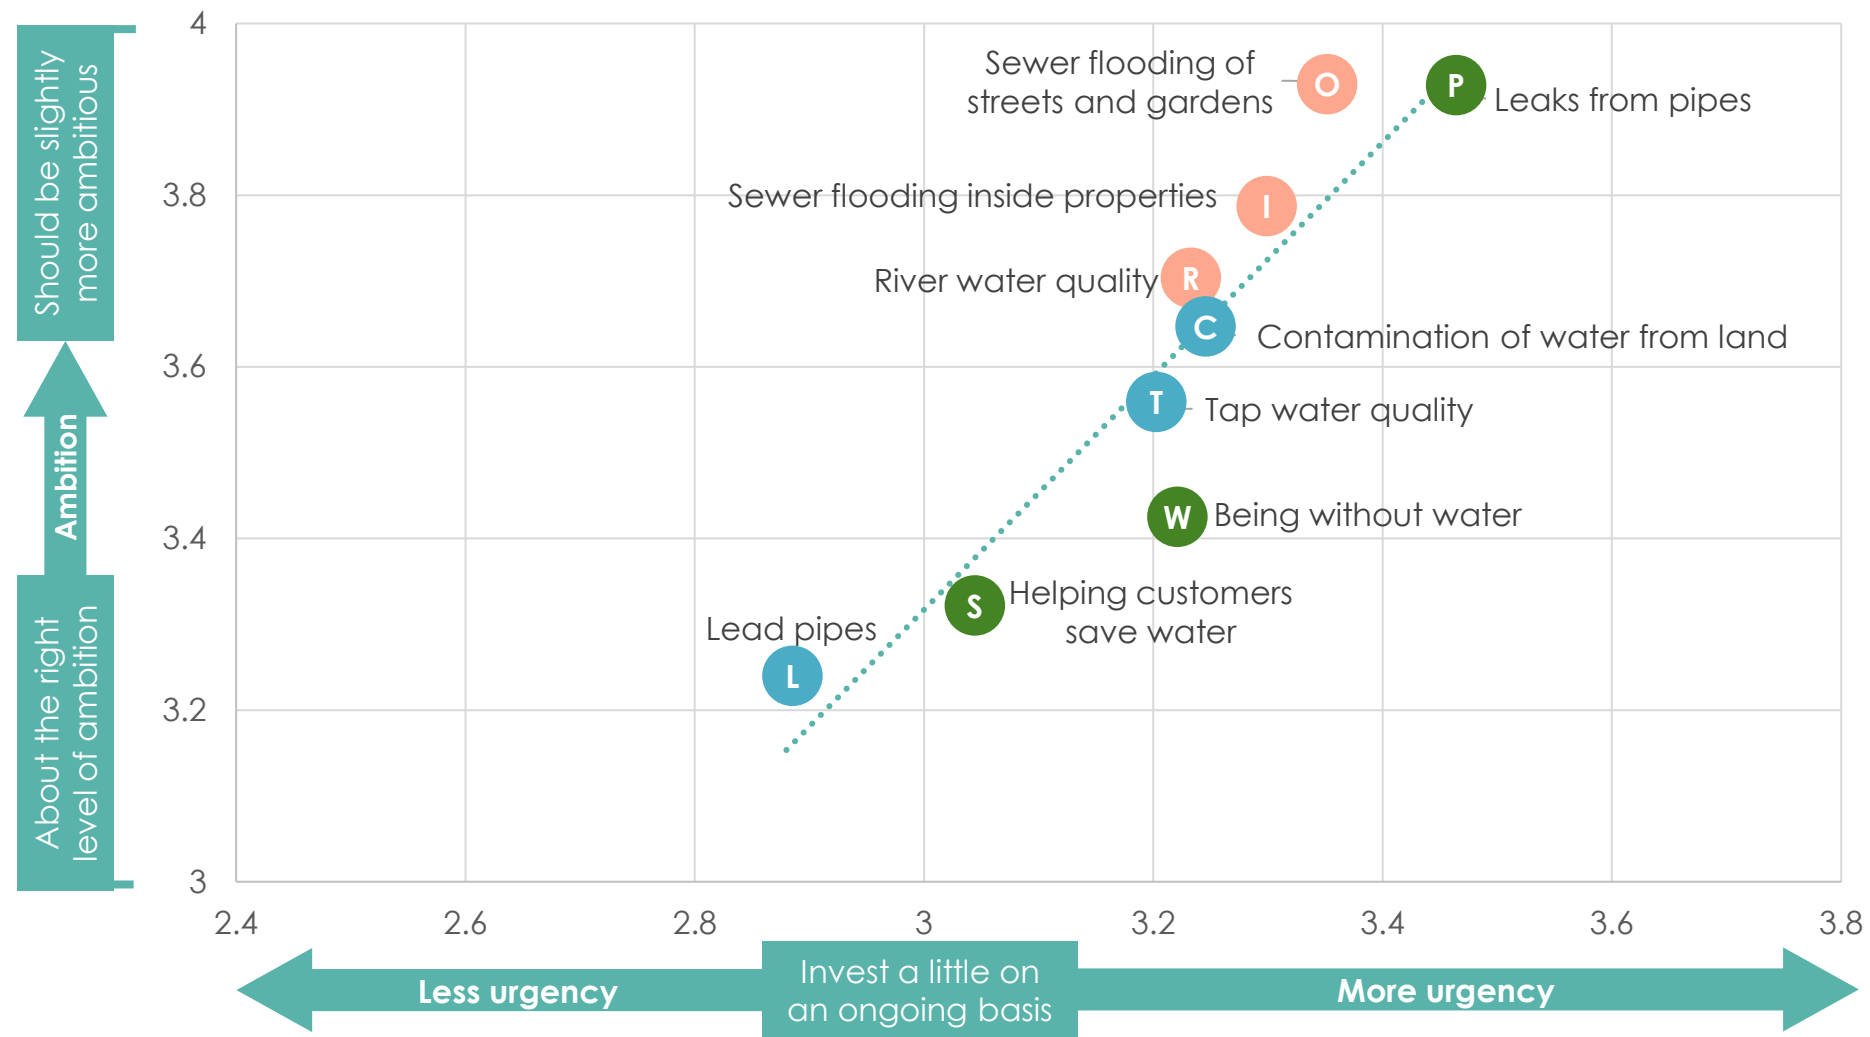 Should be slightly
more ambitious
Ambition
About the right
level of ambition
4
3.8
3.6
3.4
3.2
3
Sewer flooding of
streets and gardens
O
P
Leaks from pipes
Sewer flooding inside properties
I
River water quality
R
C
Contamination of water from land
T
Tap water quality
W
Being without water
S
Helping customers
save water
Lead pipes
L
2.4
2.6
2.8
3
3.2
3.4
3.6
3.8
Less urgency
Invest a little on
an ongoing basis
More urgency